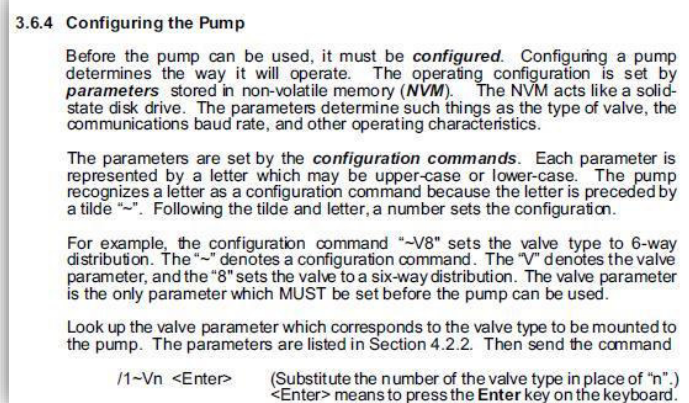 3.6.4 Configuring the Pump
Before the pump can be used, it must be configured. Configuring a pump
determines the way it will operate. The operating configuration is set by
parameters stored in non-volatile memory (NVM). The NVM acts like a solid-
state disk drive. The parameters determine such things as the type of valve, the
communications baud rate, and other operating characteristics.
The parameters are set by the configuration commands. Each parameter is
represented by a letter which may be upper-case or lower-case. The pump
recognizes a letter as a configuration command because the letter is preceded by
a tilde “~”. Following the tilde and letter, a number sets the configuration.
For example, the configuration command “~V8” sets the valve type to 6-way
distribution. The “~” denotes a configuration command. The “V” denotes the valve
parameter, and the “8” sets the valve to a six-way distribution. The valve parameter
is the only parameter which MUST be set before the pump can be used.
Look up the valve parameter which corresponds to the valve type to be mounted to
the pump. The parameters are listed in Section 4.2.2. Then send the command
/1~Vn <Enter> (Substitute the number of the valve type in place of “n”.)
<Enter> means to press the Enter key on the keyboard.